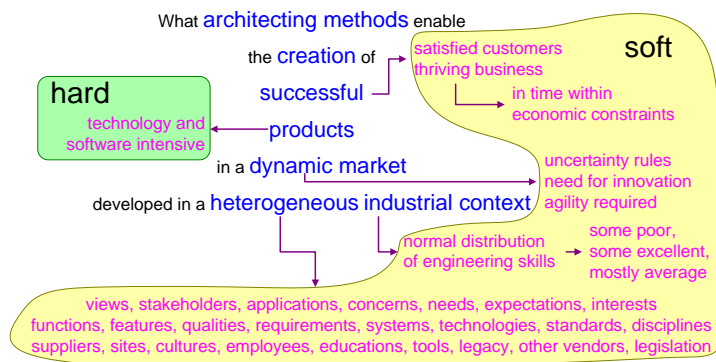 What architecting methods enable
the creation of
successful
products
in a dynamic market
developed in a heterogeneous industrial context
hard
technology and
software intensive
soft
satisfied customers
thriving business
in time within
economic constraints
uncertainty rules
need for innovation
agility required
normal distribution
of engineering skills
some poor,
some excellent,
mostly average
views, stakeholders, applications, concerns, needs, expectations, interests
functions, features, qualities, requirements, systems, technologies, standards, disciplines
suppliers, sites, cultures, employees, educations, tools, legacy, other vendors, legislation